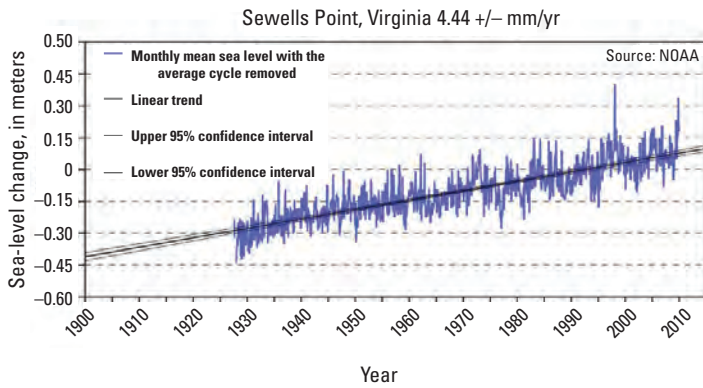 Sewells Point, Virginia 4.44 +/– mm/yr
0.50
0.45
0.30
0.15
0
–0.15
–0.30
–0.45
–0.60
Sea-level change, in meters
Monthly mean sea level with the
average cycle removed
Linear trend
Upper 95% confidence interval
Lower 95% confidence interval
Source: NOAA
1900
1910
1920
1930
1940
1950
1960
1970
1980
1990
2000
2010
Year